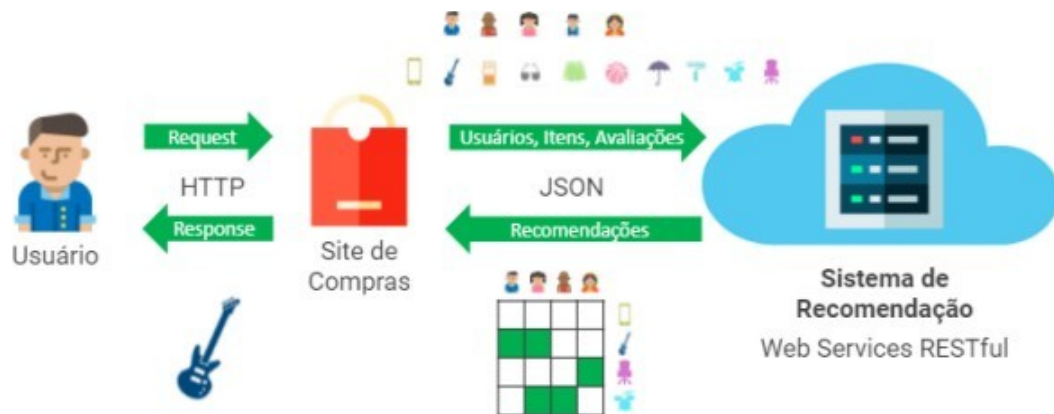 Request
Usuários, Itens, Avaliações
HTTP
JSON
Response
Recomendações
Usuário
Site de
Compras
Sistema de
Recomendação
Web Services RESTful